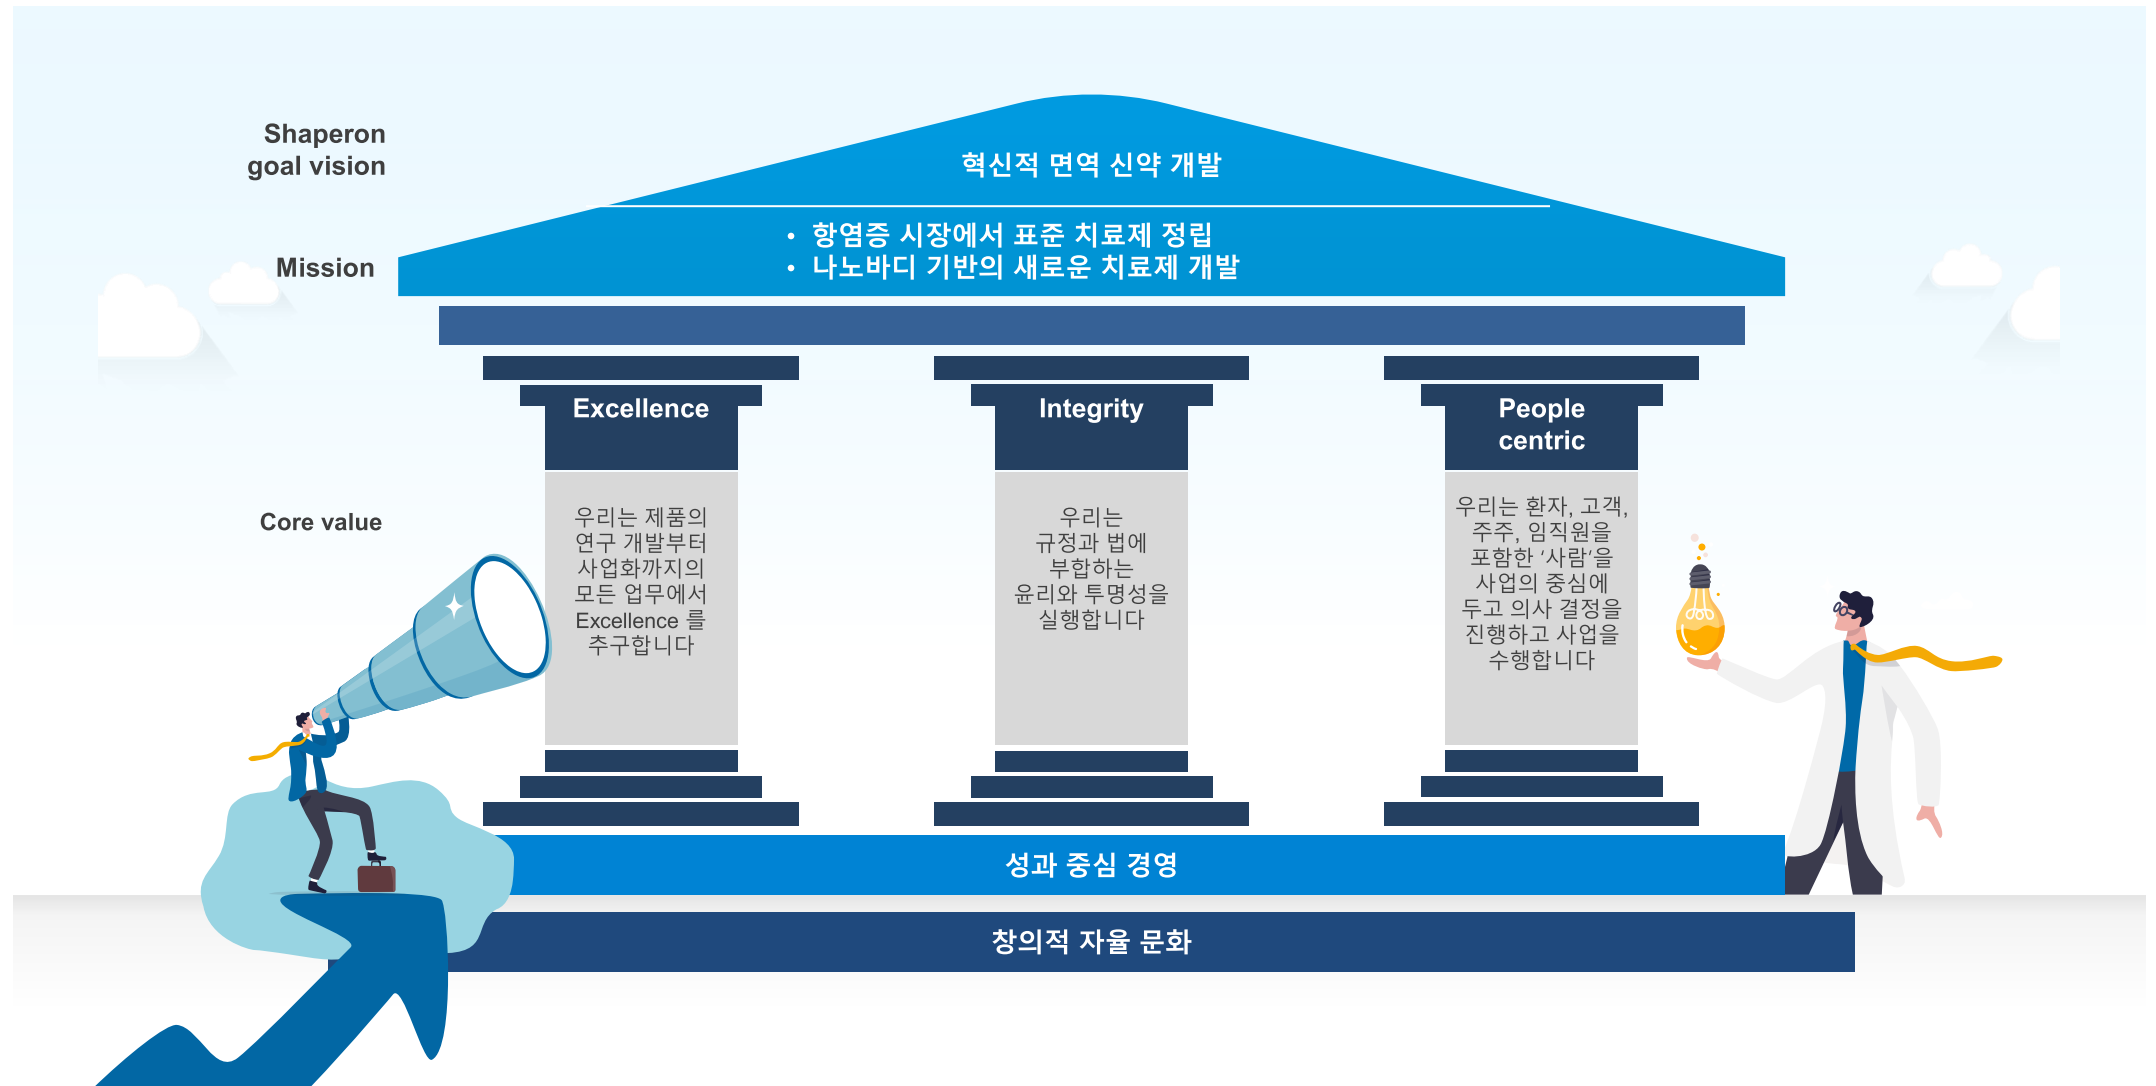 Shaperon
goal vision
혁신적 면역 신약 개발
Mission
• 항염증 시장에서 표준 치료제 정립
• 나노바디 기반의 새로운 치료제 개발
Core value
Excellence
우리는 제품의
연구 개발부터
사업화까지의
모든 업무에서
Excellence 를
추구합니다
Integrity
우리는
규정과 법에
부합하는
윤리와 투명성을
실행합니다
People
centric
우리는 환자, 고객,
주주, 임직원을
포함한 ‘사람’을
사업의 중심에
두고 의사 결정을
진행하고 사업을
수행합니다
성과 중심 경영
창의적 자율 문화